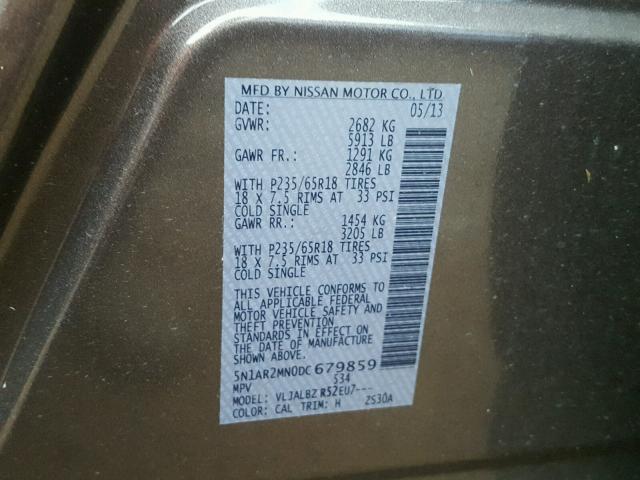 MFD BY NISSAN MOTOR CO., LTD
DATE: 05/13
GVWR: 2682 KG
5913 LB
GAWR FR.: 1291 KG
2846 LB
WITH P235/65R18 TIRES
18 X 7.5 RIMS AT 33 PSI
COLD SINGLE
GAWR RR.: 1454 KG
3205 LB
WITH P235/65R18 TIRES
18 X 7.5 RIMS AT 33 PSI
COLD SINGLE
THIS VEHICLE CONFORMS TO
ALL APPLICABLE FEDERAL
MOTOR VEHICLE SAFETY AND
THEFT PREVENTION
STANDARDS IN EFFECT ON
THE DATE OF MANUFACTURE
SHOWN ABOVE.
5N1AR2MN0DC679859
MPV 534
MODEL: VLJALBZ R52EU7---
COLOR: CAL TRIM: H 2S30A